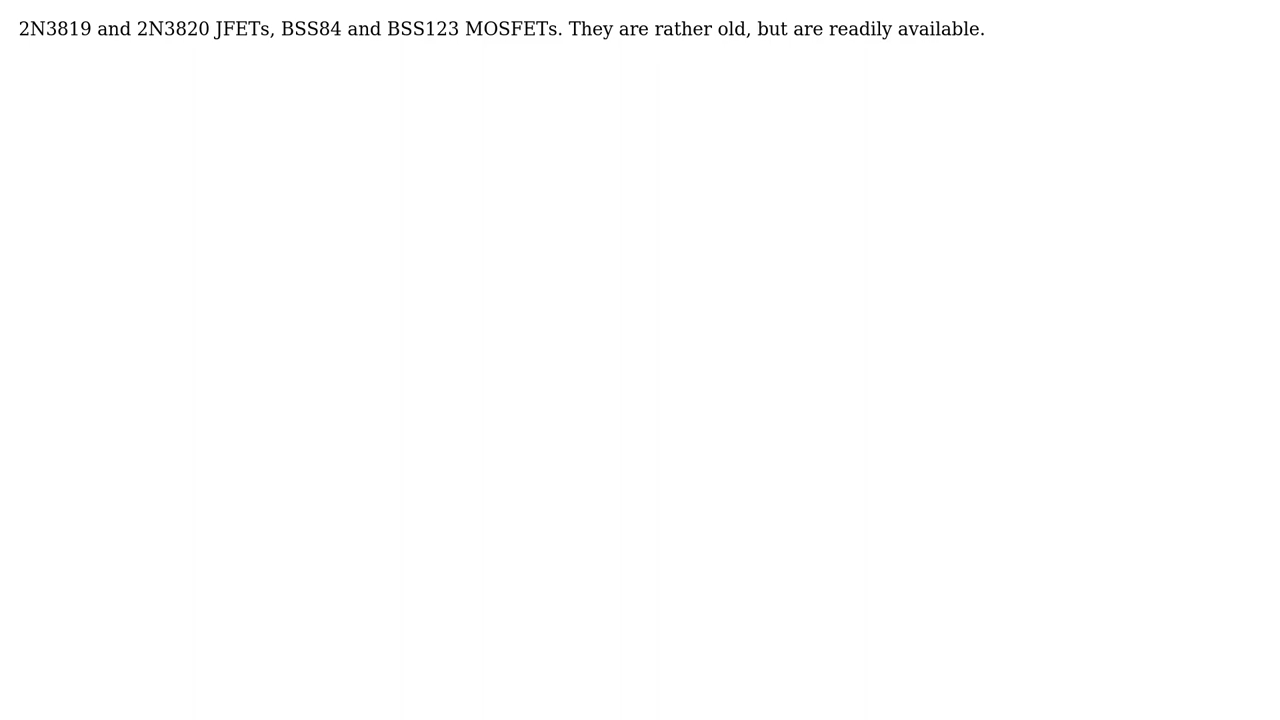 2N3819 and 2N3820 JFETs, BSS84 and BSS123 MOSFETs. They are rather old, but are readily available.